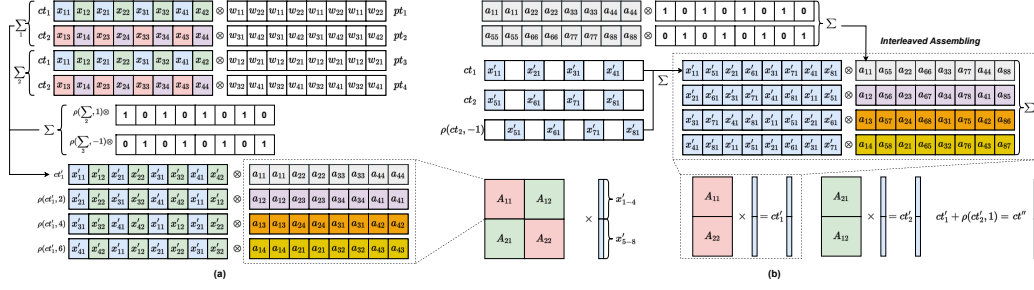 ct₁ x₁₁ x₁₂ x₂₁ x₂₂ x₃₁ x₃₂ x₄₁ x₄₂ ⊗ w₁₁ w₂₂ w₁₁ w₂₂ w₁₁ w₂₂ w₁₁ w₂₂ pt₁
∑₁
ct₂ x₁₃ x₁₄ x₂₃ x₂₄ x₃₃ x₃₄ x₄₃ x₄₄ ⊗ w₃₁ w₄₂ w₃₁ w₄₂ w₃₁ w₄₂ w₃₁ w₄₂ pt₂
∑₂
ct₁ x₁₁ x₁₂ x₂₁ x₂₂ x₃₁ x₃₂ x₄₁ x₄₂ ⊗ w₁₂ w₂₁ w₁₂ w₂₁ w₁₂ w₂₁ w₁₂ w₂₁ pt₃
ct₂ x₁₃ x₁₄ x₂₃ x₂₄ x₃₃ x₃₄ x₄₃ x₄₄ ⊗ w₃₂ w₄₁ w₃₂ w₄₁ w₃₂ w₄₁ w₃₂ w₄₁ pt₄
ρ(∑₂, 1)⊗ 1 0 1 0 1 0 1 0
∑
ρ(∑₂, −1)⊗ 0 1 0 1 0 1 0 1
ct′₁ x′₁₁ x′₁₂ x′₂₁ x′₂₂ x′₃₁ x′₃₂ x′₄₁ x′₄₂ ⊗ a₁₁ a₁₁ a₂₂ a₂₂ a₃₃ a₃₃ a₄₄ a₄₄
ρ(ct′₁, 2) x′₂₁ x′₂₂ x′₃₁ x′₃₂ x′₄₁ x′₄₂ x′₁₁ x′₁₂ ⊗ a₁₂ a₁₂ a₂₃ a₂₃ a₃₄ a₃₄ a₄₁ a₄₁
ρ(ct′₁, 4) x′₃₁ x′₃₂ x′₄₁ x′₄₂ x′₁₁ x′₁₂ x′₂₁ x′₂₂ ⊗ a₁₃ a₁₃ a₂₄ a₂₄ a₃₁ a₃₁ a₄₂ a₄₂
ρ(ct′₁, 6) x′₄₁ x′₄₂ x′₁₁ x′₁₂ x′₂₁ x′₂₂ x′₃₁ x′₃₂ ⊗ a₁₄ a₁₄ a₂₁ a₂₁ a₃₂ a₃₂ a₄₃ a₄₃
(a)
a₁₁ a₁₁ a₂₂ a₂₂ a₃₃ a₃₃ a₄₄ a₄₄ ⊗ 1 0 1 0 1 0 1 0
∑
a₅₅ a₅₅ a₆₆ a₆₆ a₇₇ a₇₇ a₈₈ a₈₈ ⊗ 0 1 0 1 0 1 0 1
Interleaved Assembling
ct₁ x′₁₁ x′₂₁ x′₃₁ x′₄₁
ct₂ x′₅₁ x′₆₁ x′₇₁ x′₈₁
∑
ρ(ct₂, −1) x′₅₁ x′₆₁ x′₇₁ x′₈₁
x′₁₁ x′₅₁ x′₂₁ x′₆₁ x′₃₁ x′₇₁ x′₄₁ x′₈₁ ⊗ a₁₁ a₅₅ a₂₂ a₆₆ a₃₃ a₇₇ a₄₄ a₈₈
x′₂₁ x′₆₁ x′₃₁ x′₇₁ x′₄₁ x′₈₁ x′₁₁ x′₅₁ ⊗ a₁₂ a₅₆ a₂₃ a₆₇ a₃₄ a₇₈ a₄₁ a₈₅
∑
x′₃₁ x′₇₁ x′₄₁ x′₈₁ x′₁₁ x′₅₁ x′₂₁ x′₆₁ ⊗ a₁₃ a₅₇ a₂₄ a₆₈ a₃₁ a₇₅ a₄₂ a₈₆
x′₄₁ x′₈₁ x′₁₁ x′₅₁ x′₂₁ x′₆₁ x′₃₁ x′₇₁ ⊗ a₁₄ a₅₈ a₂₁ a₆₅ a₃₂ a₇₆ a₄₃ a₈₇
A₁₁ A₁₂ × x′₁₋₄
A₂₁ A₂₂ x′₅₋₈
A₁₁ × = ct′₁
A₂₂
A₂₁ × = ct′₂
A₁₂
ct′₁ + ρ(ct′₂, 1) = ct″
(b)